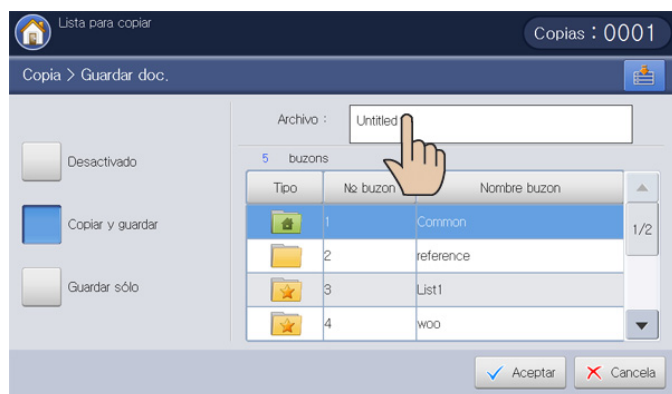 Lista para copiar
Copias : 0001
Copia > Guardar doc.
Archivo :
Untitled
Desactivado
5 buzons
Tipo
№ buzon
Nombre buzon
Copiar y guardar
1
Common
1/2
2
reference
Guardar sólo
3
List1
4
woo
Aceptar
Cancela